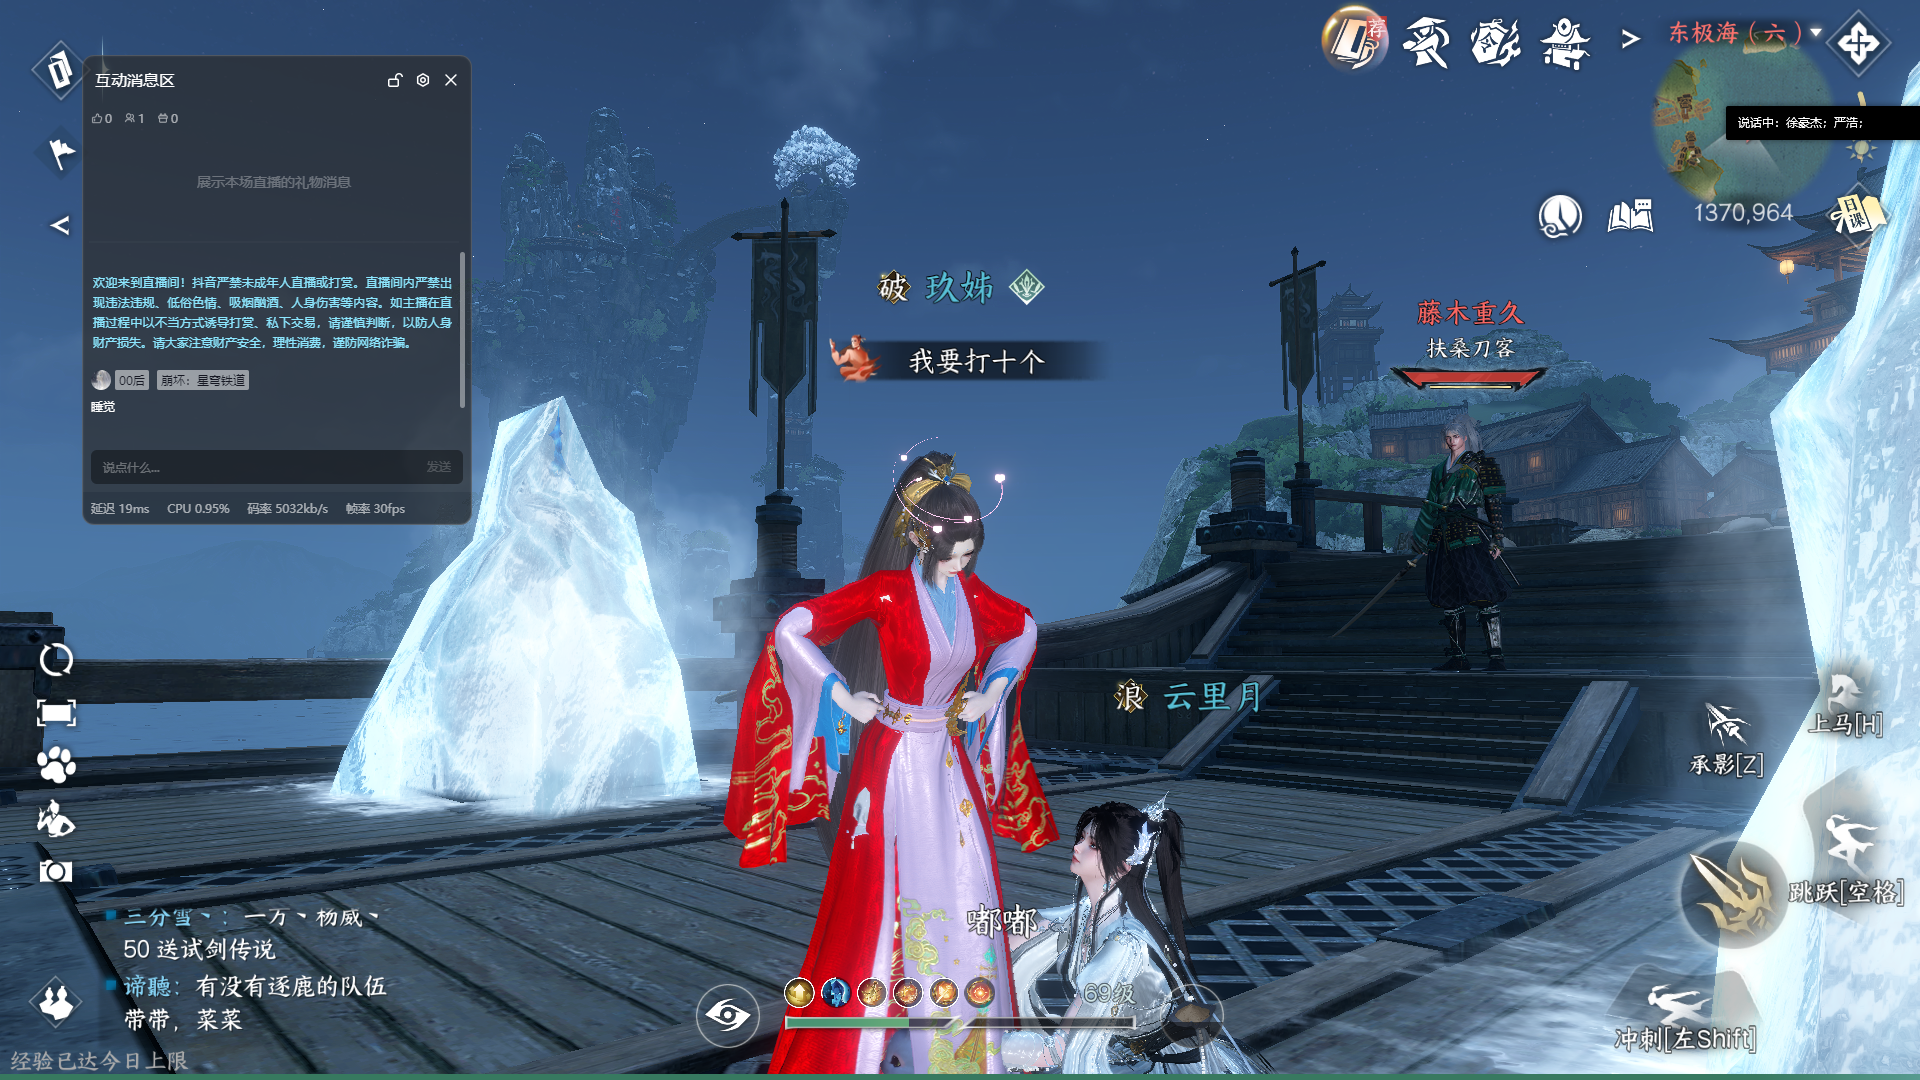 互动消息区
0 1 0
展示本场直播的礼物消息
欢迎来到直播间！抖音严禁未成年人直播或打赏。直播间内严禁出
现违法违规、低俗色情、吸烟酗酒、人身伤害等内容。如主播在直
播过程中以不当方式诱导打赏、私下交易，请谨慎判断，以防人身
财产损失。请大家注意财产安全，理性消费，谨防网络诈骗。
00后 崩坏：星穹铁道
睡觉
说点什么... 发送
延迟 19ms CPU 0.95% 码率 5032kb/s 帧率 30fps
荐
东极海（六）
说话中：徐豪杰；严浩；
1370,964
日课
破 玖姊
我要打十个
藤木重久
扶桑刀客
浪 云里月
上马[H]
承影[Z]
跳跃[空格]
冲刺[左Shift]
嘟嘟
69级
三分雪丶：一万丶杨威丶
50 送试剑传说
谛聽：有没有逐鹿的队伍
带带，菜菜
经验已达今日上限